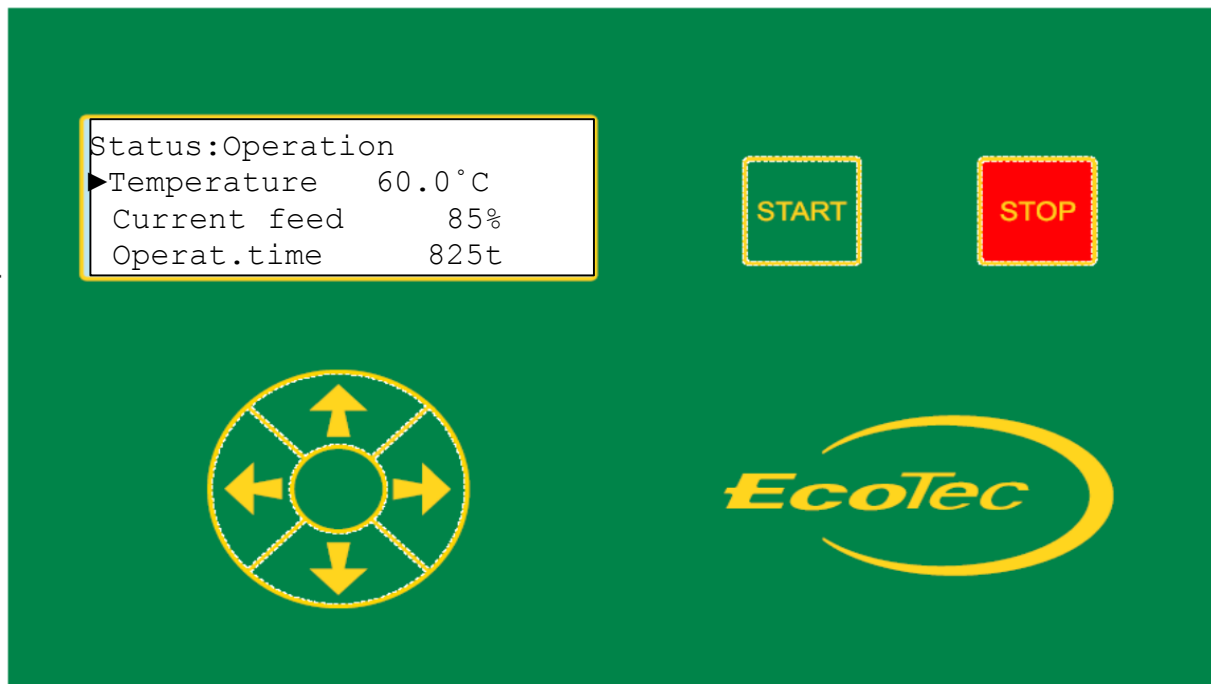 Status:Operation
►Temperature 60.0°C
Current feed 85%
Operat.time 825t
START
STOP
EcoTec